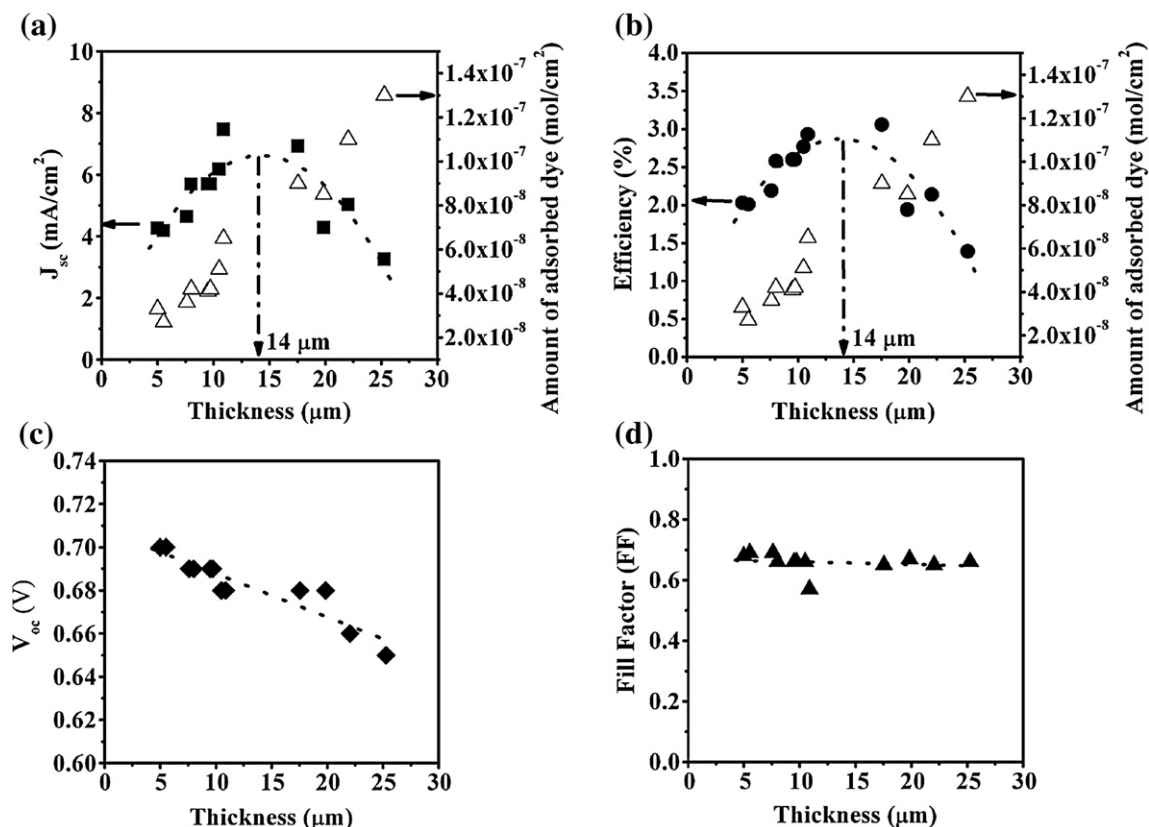 (a)
10
8
6
4
2
0
J_sc (mA/cm²)
1.4x10⁻⁷
1.2x10⁻⁷
1.0x10⁻⁷
8.0x10⁻⁸
6.0x10⁻⁸
4.0x10⁻⁸
2.0x10⁻⁸
Amount of adsorbed dye (mol/cm²)
14 μm
0 5 10 15 20 25 30
Thickness (μm)
(b)
4.0
3.5
3.0
2.5
2.0
1.5
1.0
0.5
0.0
Efficiency (%)
1.4x10⁻⁷
1.2x10⁻⁷
1.0x10⁻⁷
8.0x10⁻⁸
6.0x10⁻⁸
4.0x10⁻⁸
2.0x10⁻⁸
Amount of adsorbed dye (mol/cm²)
14 μm
0 5 10 15 20 25 30
Thickness (μm)
(c)
0.74
0.72
0.70
0.68
0.66
0.64
0.62
0.60
V_oc (V)
0 5 10 15 20 25 30
Thickness (μm)
(d)
1.0
0.8
0.6
0.4
0.2
0.0
Fill Factor (FF)
0 5 10 15 20 25 30
Thickness (μm)